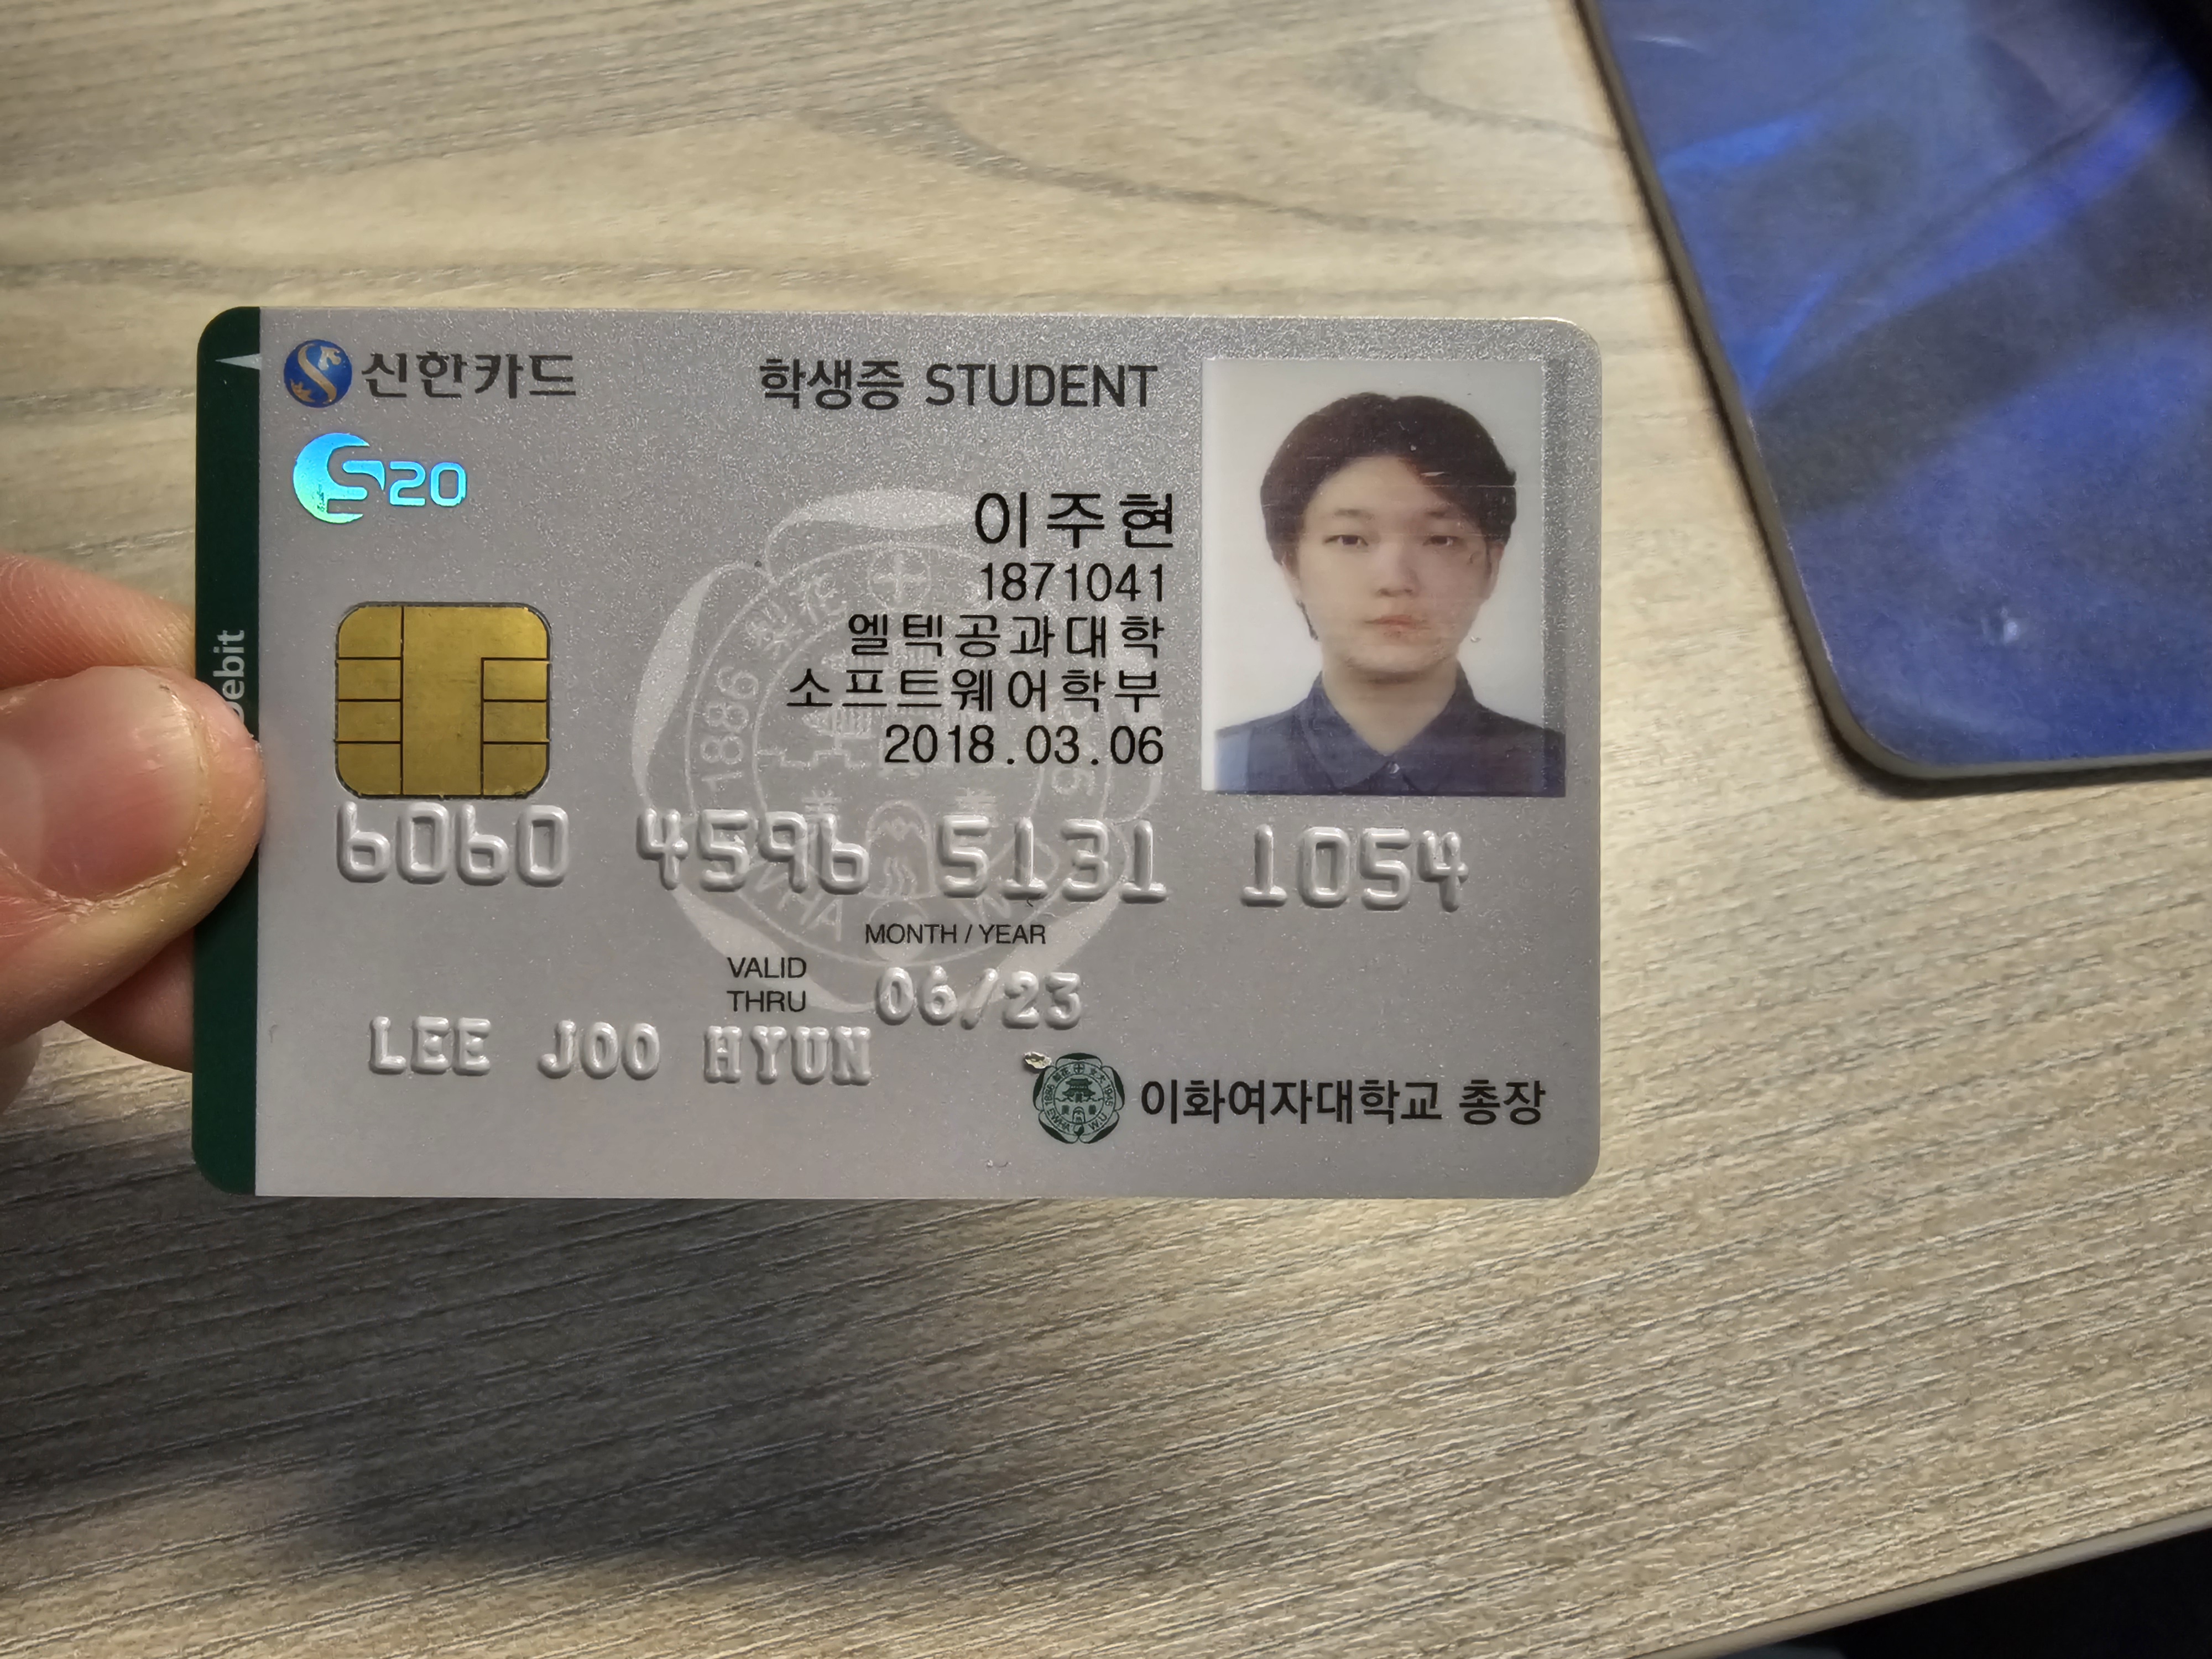 신한카드
학생증 STUDENT
S20
이주현
1871041
엘텍공과대학
소프트웨어학부
2018.03.06
Debit
6060 4596 5131 1054
MONTH / YEAR
VALID
THRU
06/23
LEE JOO HYUN
이화여자대학교 총장